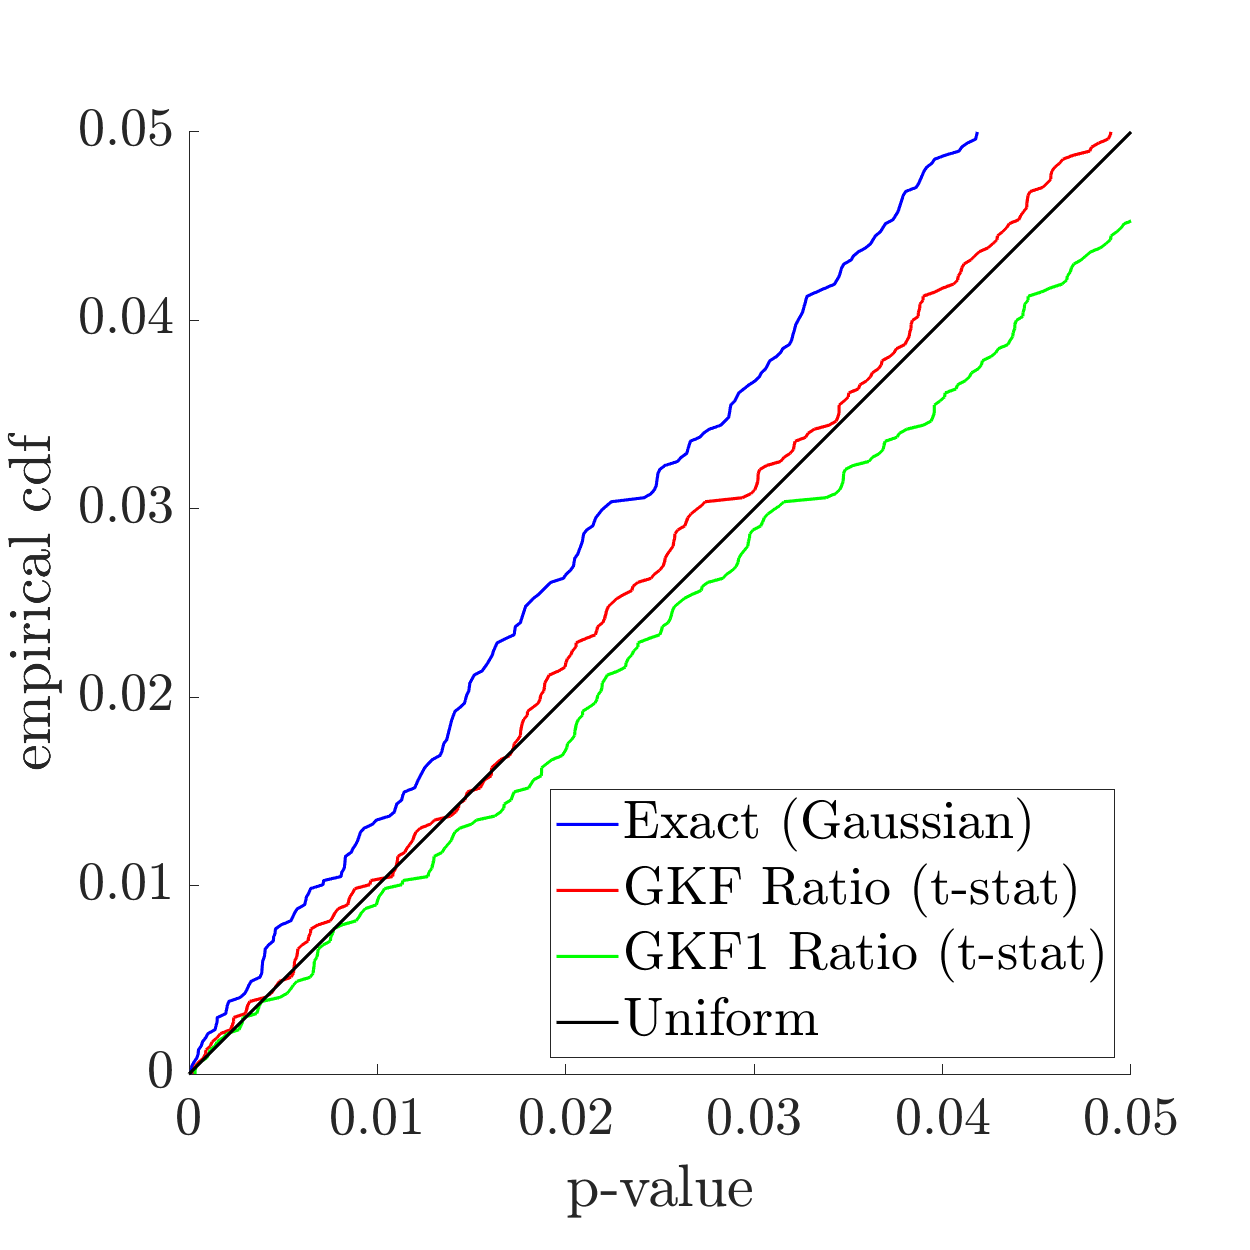 0.05
0.04
0.03
0.02
0.01
0
empirical cdf
Exact (Gaussian)
GKF Ratio (t-stat)
GKF1 Ratio (t-stat)
Uniform
0 0.01 0.02 0.03 0.04 0.05
p-value